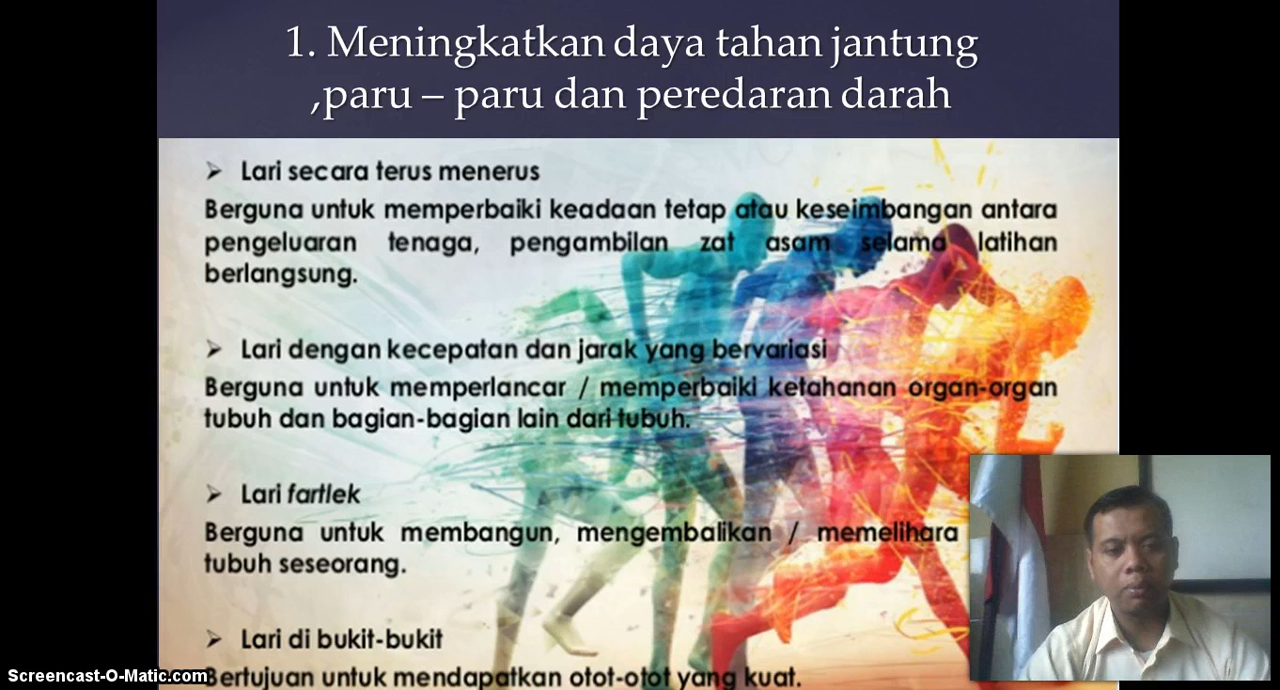 1. Meningkatkan daya tahan jantung
,paru – paru dan peredaran darah
➢ Lari secara terus menerus
Berguna untuk memperbaiki keadaan tetap atau keseimbangan antara
pengeluaran tenaga, pengambilan zat asam selama latihan
berlangsung.
➢ Lari dengan kecepatan dan jarak yang bervariasi
Berguna untuk memperlancar / memperbaiki ketahanan organ-organ
tubuh dan bagian-bagian lain dari tubuh.
➢ Lari fartlek
Berguna untuk membangun, mengembalikan / memelihara
tubuh seseorang.
➢ Lari di bukit-bukit
Bertujuan untuk mendapatkan otot-otot yang kuat.
Screencast-O-Matic.com